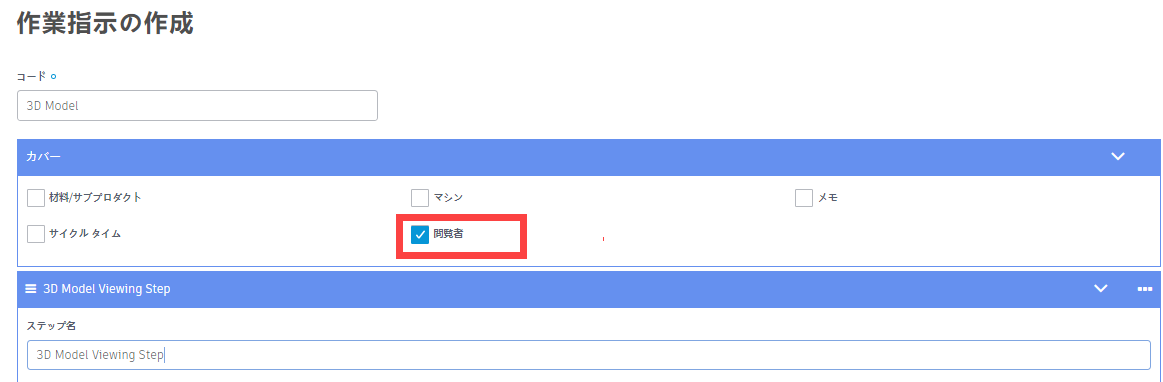 作業指示の作成
コード
3D Model
カバー
材料/サブプロダクト
マシン
メモ
サイクル タイム
閲覧者
3D Model Viewing Step
ステップ名
3D Model Viewing Step